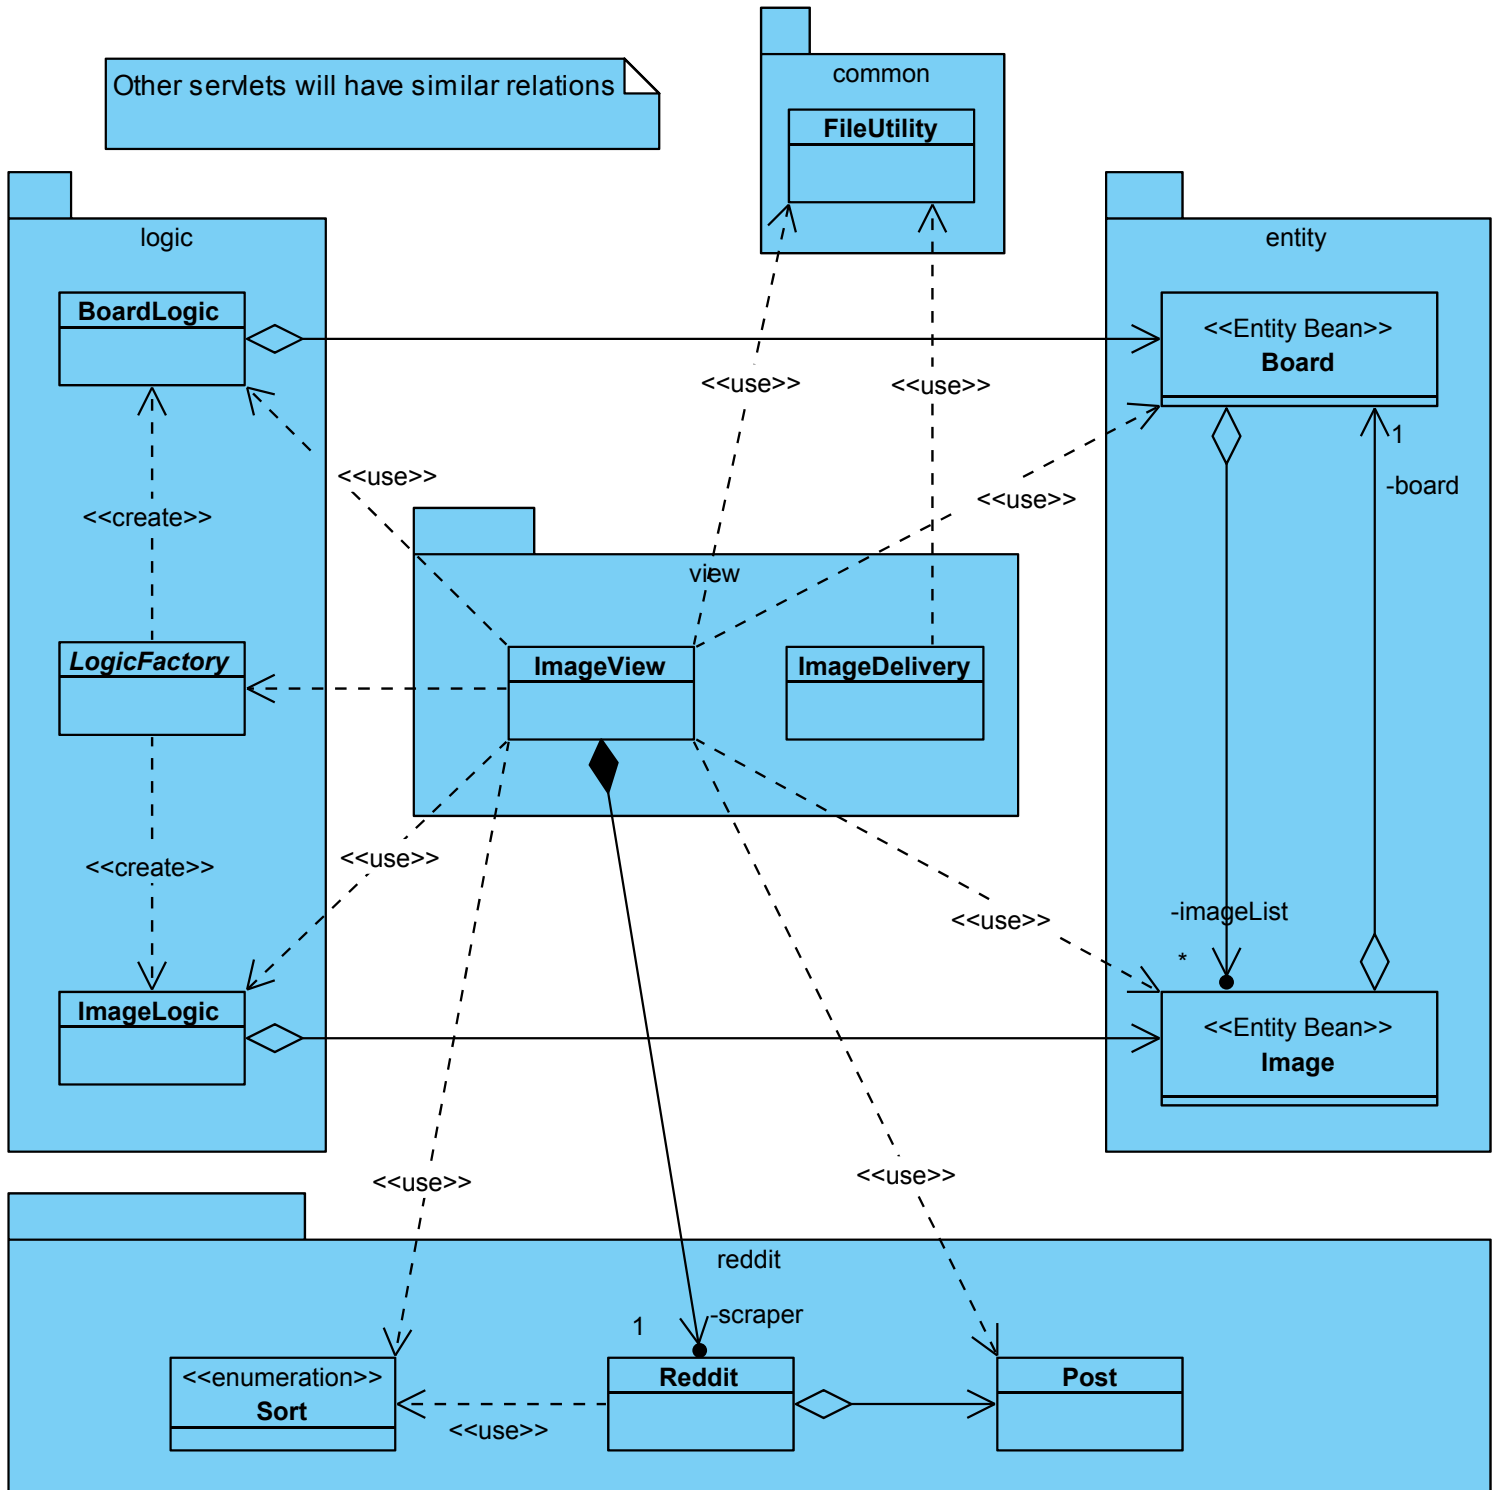 common
Other servlets will have similar relations
FileUtility
logic
entity
BoardLogic
<<Entity Bean>>
Board
<<use>>
<<use>>
1
<<use>>
-board
<<use>>
<<create>>
view
LogicFactory
ImageView
ImageDelivery
<<use>>
<<create>>
-imageList
<<use>>
*
ImageLogic
<<Entity Bean>>
Image
<<use>>
<<use>>
reddit
-scraper
1
<<enumeration>>
Sort
Reddit
Post
<<use>>